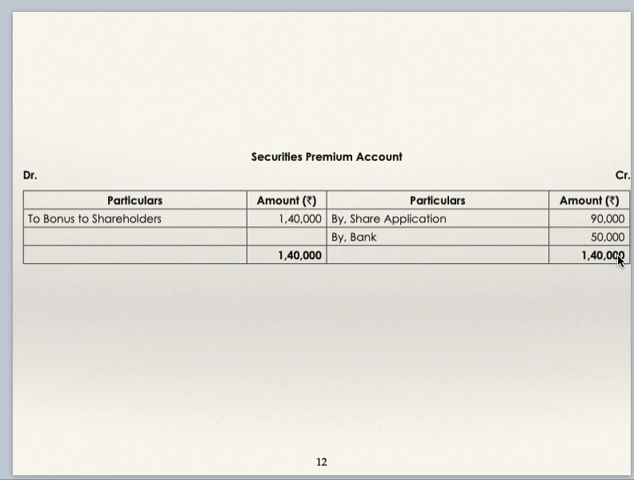 Securities Premium Account
Dr. Cr.
Particulars Amount (₹) Particulars Amount (₹)
To Bonus to Shareholders 1,40,000 By, Share Application 90,000
By, Bank 50,000
1,40,000 1,40,000
12